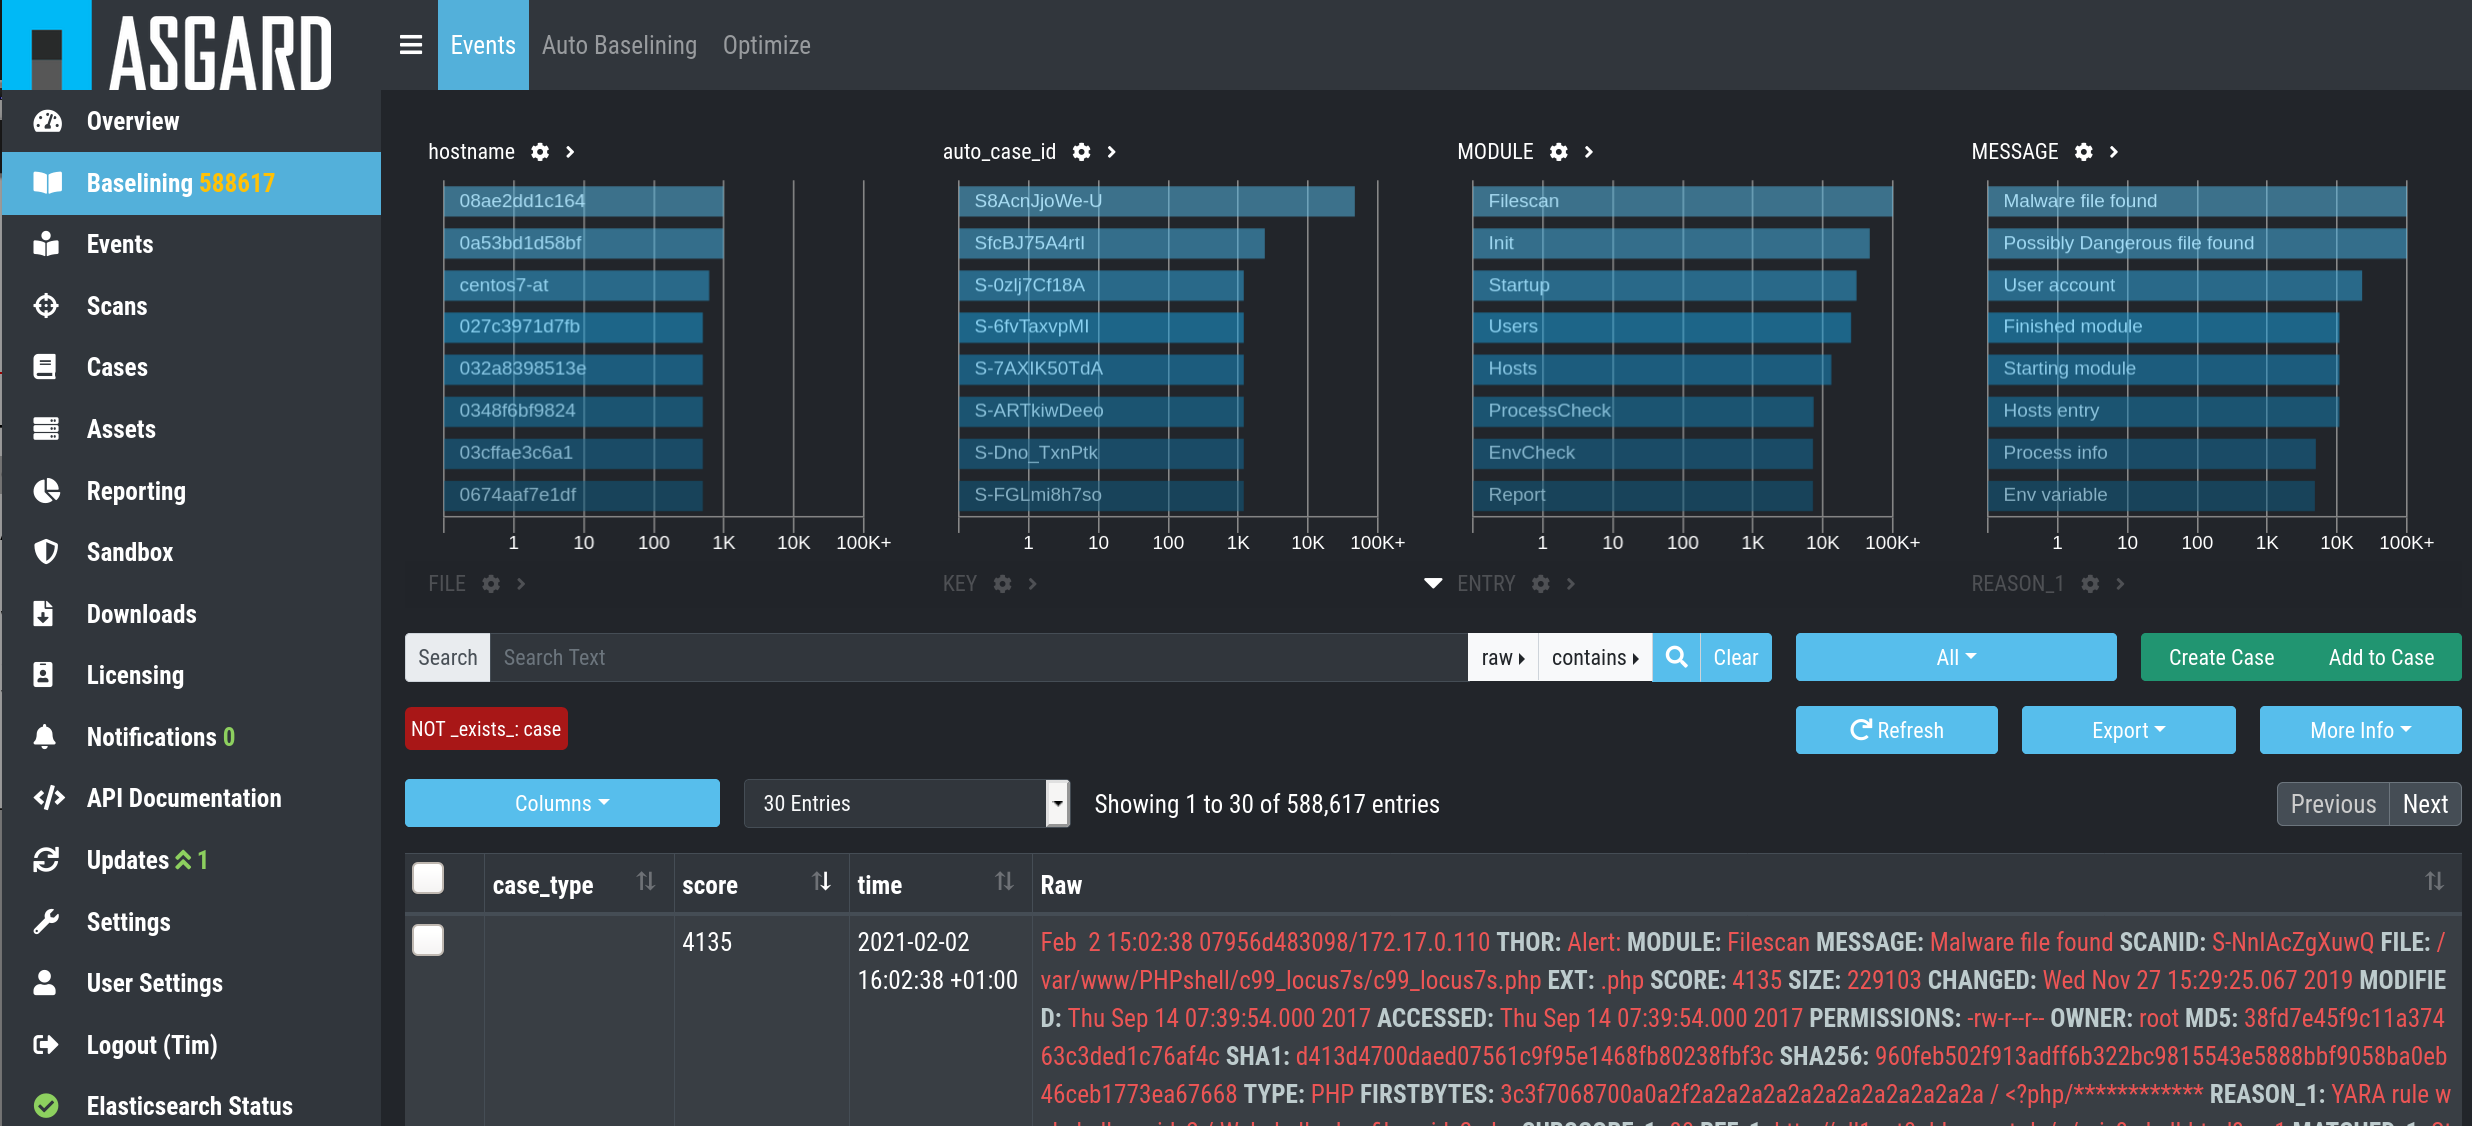 ASGARD
Events Auto Baselining Optimize
Overview
Baselining 588617
Events
Scans
Cases
Assets
Reporting
Sandbox
Downloads
Licensing
Notifications 0
API Documentation
Updates 1
Settings
User Settings
Logout (Tim)
Elasticsearch Status
hostname
08ae2dd1c164
0a53bd1d58bf
centos7-at
027c3971d7fb
032a8398513e
0348f6bf9824
03cffae3c6a1
0674aaf7e1df
1 10 100 1K 10K 100K+
auto_case_id
S8AcnJjoWe-U
SfcBJ75A4rtI
S-0zlj7Cf18A
S-6fvTaxvpMI
S-7AXIK50TdA
S-ARTkiwDeeo
S-Dno_TxnPtk
S-FGLmi8h7so
1 10 100 1K 10K 100K+
MODULE
Filescan
Init
Startup
Users
Hosts
ProcessCheck
EnvCheck
Report
1 10 100 1K 10K 100K+
MESSAGE
Malware file found
Possibly Dangerous file found
User account
Finished module
Starting module
Hosts entry
Process info
Env variable
1 10 100 1K 10K 100K+
FILE KEY ENTRY REASON_1
Search Search Text raw contains Clear All Create Case Add to Case
NOT _exists_: case Refresh Export More Info
Columns 30 Entries Showing 1 to 30 of 588,617 entries Previous Next
case_type score time Raw
4135
2021-02-02
16:02:38 +01:00
Feb 2 15:02:38 07956d483098/172.17.0.110 THOR: Alert: MODULE: Filescan MESSAGE: Malware file found SCANID: S-NnIAcZgXuwQ FILE: /
var/www/PHPshell/c99_locus7s/c99_locus7s.php EXT: .php SCORE: 4135 SIZE: 229103 CHANGED: Wed Nov 27 15:29:25.067 2019 MODIFIE
D: Thu Sep 14 07:39:54.000 2017 ACCESSED: Thu Sep 14 07:39:54.000 2017 PERMISSIONS: -rw-r--r-- OWNER: root MD5: 38fd7e45f9c11a374
63c3ded1c76af4c SHA1: d413d4700daed07561c9f95e1468fb80238fbf3c SHA256: 960feb502f913adff6b322bc9815543e5888bbf9058ba0eb
46ceb1773ea67668 TYPE: PHP FIRSTBYTES: 3c3f7068700a0a2f2a2a2a2a2a2a2a2a2a2a2a2a / <?php/************ REASON_1: YARA rule w